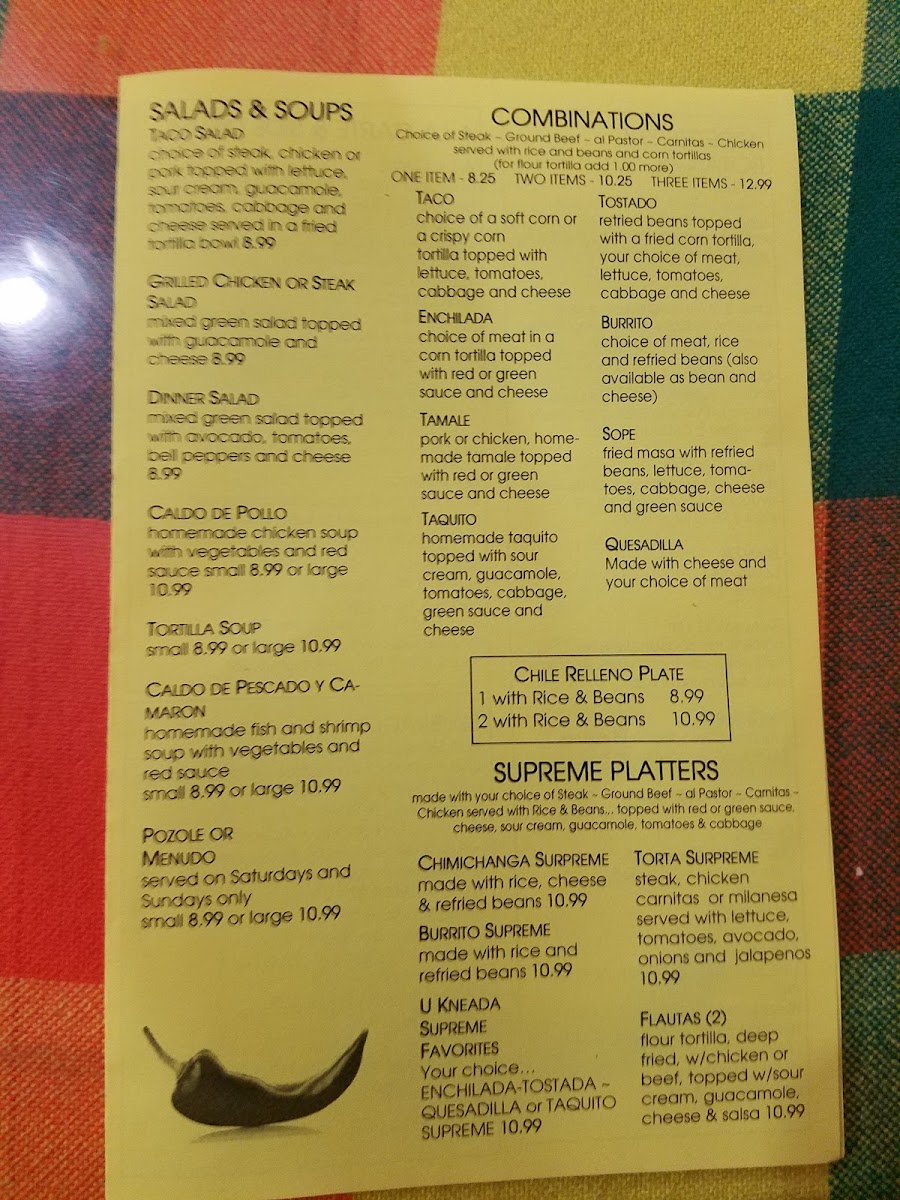 SALADS & SOUPS
TACO SALAD
choice of steak, chicken or
pork topped with lettuce,
sour cream, guacamole,
tomatoes, cabbage and
cheese served in a fried
tortilla bowl 8.99
GRILLED CHICKEN OR STEAK
SALAD
mixed green salad topped
with guacamole and
cheese 8.99
DINNER SALAD
mixed green salad topped
with avocado, tomatoes,
bell peppers and cheese
8.99
CALDO DE POLLO
homemade chicken soup
with vegetables and red
sauce small 8.99 or large
10.99
TORTILLA SOUP
small 8.99 or large 10.99
CALDO DE PESCADO Y CA-
MARON
homemade fish and shrimp
soup with vegetables and
red sauce
small 8.99 or large 10.99
POZOLE OR
MENUDO
served on Saturdays and
Sundays only
small 8.99 or large 10.99
COMBINATIONS
Choice of Steak ~ Ground Beef ~ al Pastor ~ Carnitas ~ Chicken
served with rice and beans and corn tortillas
(for flour tortilla add 1.00 more)
ONE ITEM - 8.25 TWO ITEMS - 10.25 THREE ITEMS - 12.99
TACO
choice of a soft corn or
a crispy corn
tortilla topped with
lettuce, tomatoes,
cabbage and cheese
ENCHILADA
choice of meat in a
corn tortilla topped
with red or green
sauce and cheese
TAMALE
pork or chicken, home-
made tamale topped
with red or green
sauce and cheese
TAQUITO
homemade taquito
topped with sour
cream, guacamole,
tomatoes, cabbage,
green sauce and
cheese
TOSTADO
refried beans topped
with a fried corn tortilla,
your choice of meat,
lettuce, tomatoes,
cabbage and cheese
BURRITO
choice of meat, rice
and refried beans (also
available as bean and
cheese)
SOPE
fried masa with refried
beans, lettuce, toma-
toes, cabbage, cheese
and green sauce
QUESADILLA
Made with cheese and
your choice of meat
CHILE RELLENO PLATE
1 with Rice & Beans 8.99
2 with Rice & Beans 10.99
SUPREME PLATTERS
made with your choice of Steak ~ Ground Beef ~ al Pastor ~ Carnitas ~
Chicken served with Rice & Beans... topped with red or green sauce,
cheese, sour cream, guacamole, tomatoes & cabbage
CHIMICHANGA SURPREME
made with rice, cheese
& refried beans 10.99
BURRITO SUPREME
made with rice and
refried beans 10.99
U KNEADA
SUPREME
FAVORITES
Your choice...
ENCHILADA-TOSTADA ~
QUESADILLA or TAQUITO
SUPREME 10.99
TORTA SURPREME
steak, chicken
carnitas or milanesa
served with lettuce,
tomatoes, avocado,
onions and jalapenos
10.99
FLAUTAS (2)
flour tortilla, deep
fried, w/chicken or
beef, topped w/sour
cream, guacamole,
cheese & salsa 10.99